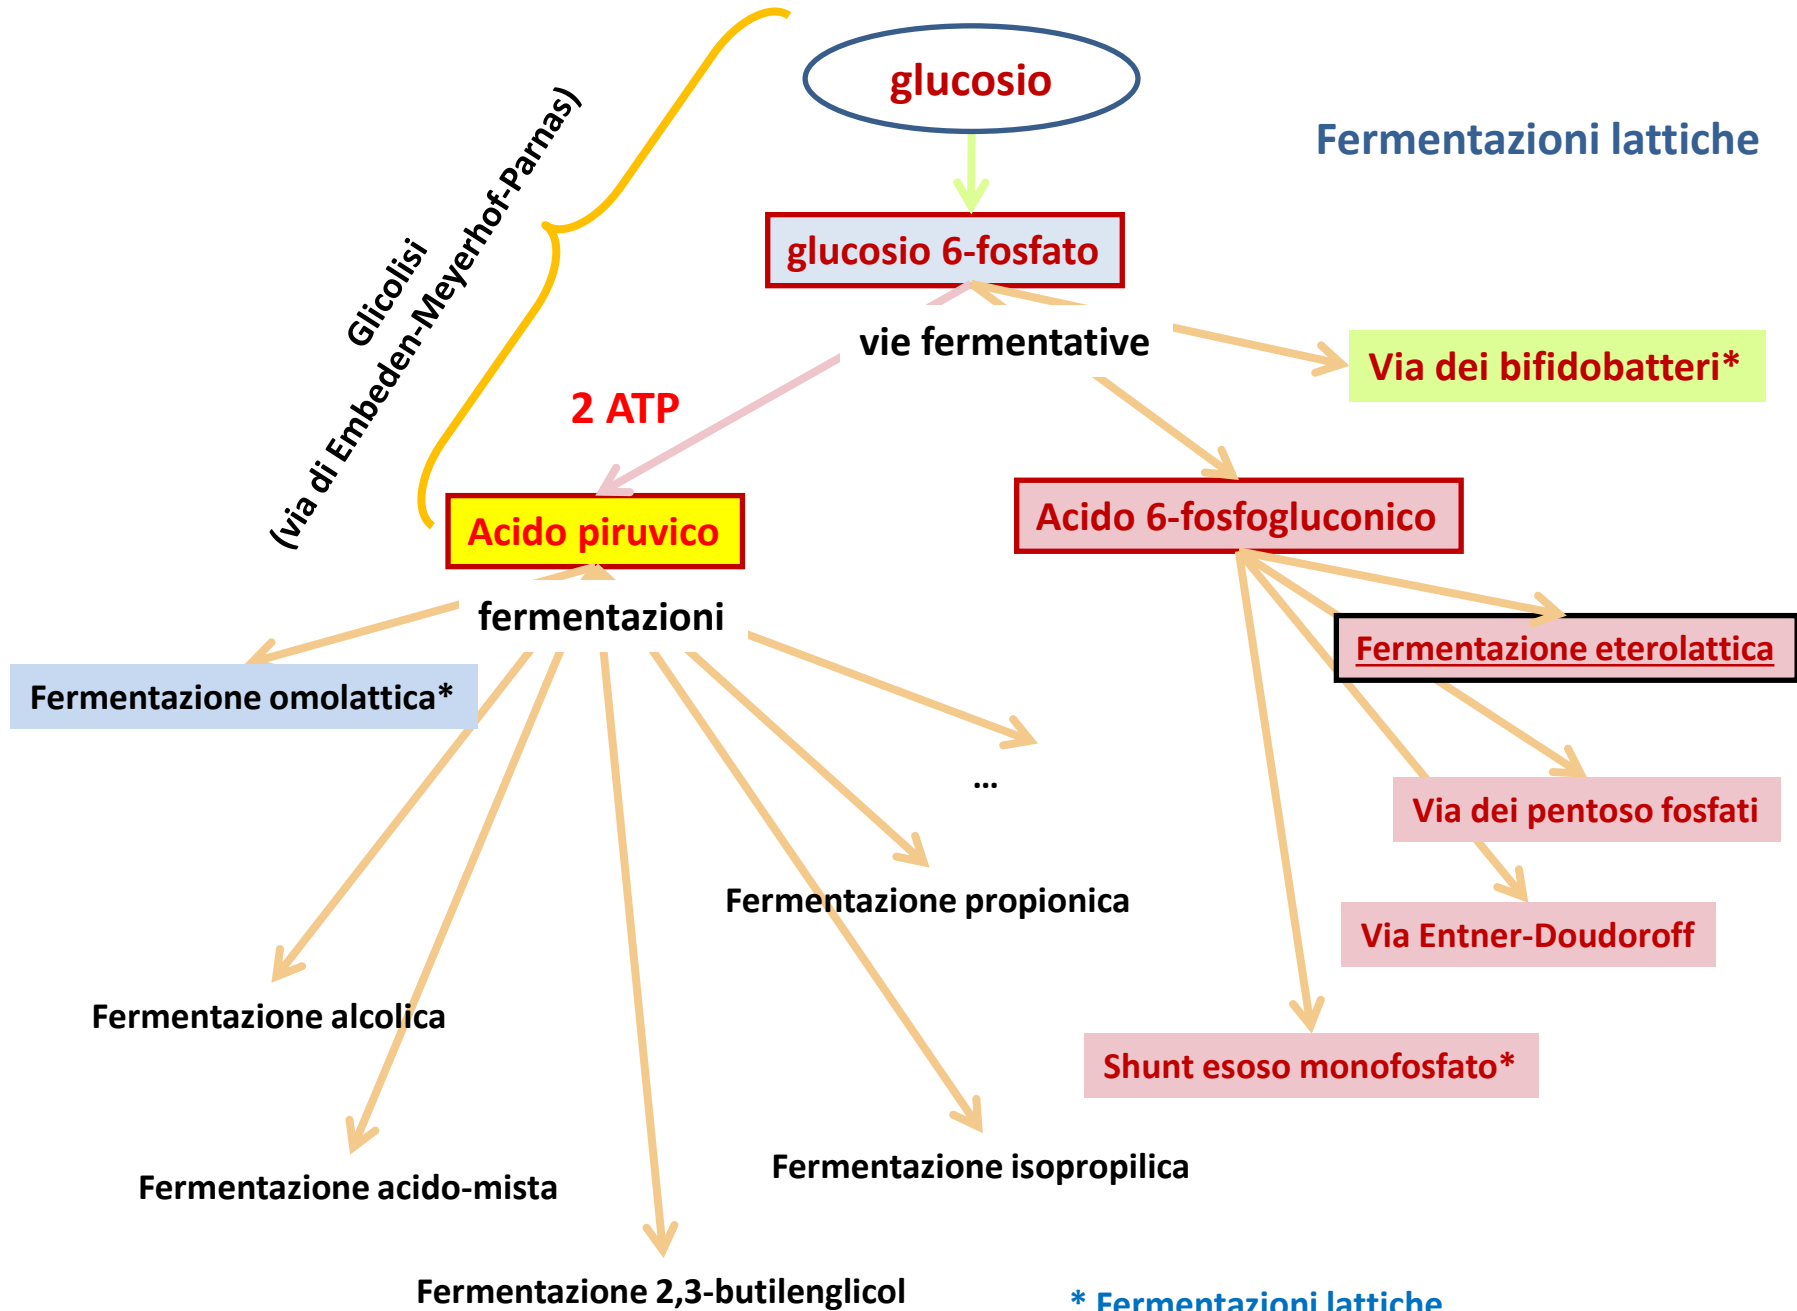 glucosio
Fermentazioni lattiche
Glicolisi
(via di Embeden-Meyerhof-Parnas)
glucosio 6-fosfato
vie fermentative
Via dei bifidobatteri*
2 ATP
Acido piruvico
Acido 6-fosfogluconico
fermentazioni
Fermentazione eterolattica
Fermentazione omolattica*
...
Via dei pentoso fosfati
Fermentazione propionica
Via Entner-Doudoroff
Fermentazione alcolica
Shunt esoso monofosfato*
Fermentazione isopropilica
Fermentazione acido-mista
Fermentazione 2,3-butilenglicol
* Fermentazioni lattiche